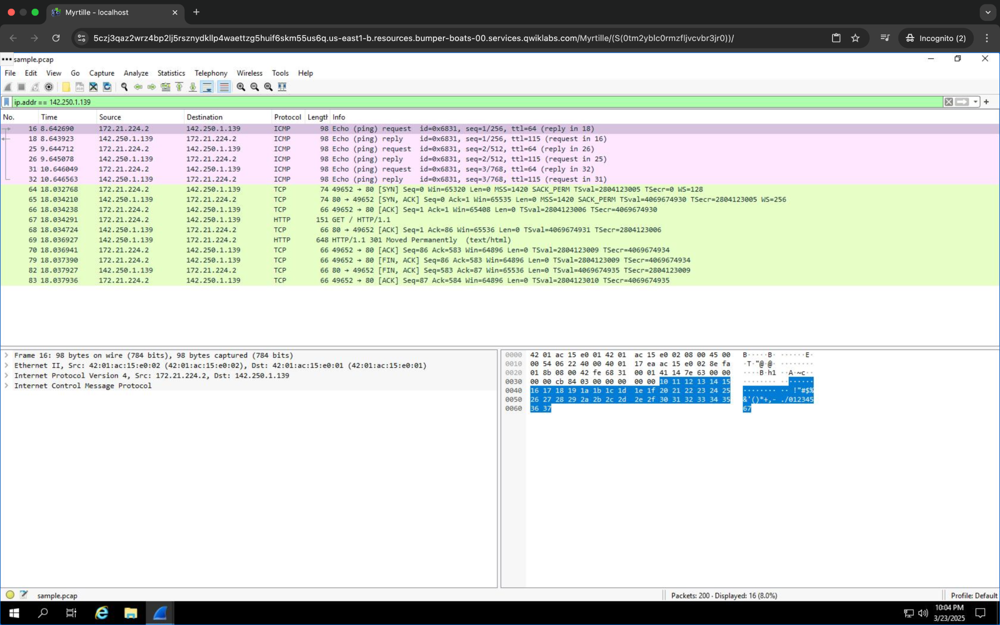 Myrtille - localhost
5czj3qaz2wrz4bp2lj5rsznydkllp4waettzg5huif6skm55us6q.us-east1-b.resources.bumper-boats-00.services.qwiklabs.com/Myrtille/(S(0tm2yblc0rmzfljvcvbr3jr0))/
Incognito (2)
sample.pcap
File Edit View Go Capture Analyze Statistics Telephony Wireless Tools Help
ip.addr == 142.250.1.139
No. Time Source Destination Protocol Length Info
16 8.642690 172.21.224.2 142.250.1.139 ICMP 98 Echo (ping) request id=0x6831, seq=1/256, ttl=64 (reply in 18)
18 8.643923 142.250.1.139 172.21.224.2 ICMP 98 Echo (ping) reply id=0x6831, seq=1/256, ttl=115 (request in 16)
25 9.644712 172.21.224.2 142.250.1.139 ICMP 98 Echo (ping) request id=0x6831, seq=2/512, ttl=64 (reply in 26)
26 9.645078 142.250.1.139 172.21.224.2 ICMP 98 Echo (ping) reply id=0x6831, seq=2/512, ttl=115 (request in 25)
31 10.646049 172.21.224.2 142.250.1.139 ICMP 98 Echo (ping) request id=0x6831, seq=3/768, ttl=64 (reply in 32)
32 10.646563 142.250.1.139 172.21.224.2 ICMP 98 Echo (ping) reply id=0x6831, seq=3/768, ttl=115 (request in 31)
64 18.032768 172.21.224.2 142.250.1.139 TCP 74 49652 → 80 [SYN] Seq=0 Win=65320 Len=0 MSS=1420 SACK_PERM TSval=2804123005 TSecr=0 WS=128
65 18.034210 142.250.1.139 172.21.224.2 TCP 74 80 → 49652 [SYN, ACK] Seq=0 Ack=1 Win=65535 Len=0 MSS=1420 SACK_PERM TSval=4069674930 TSecr=2804123005 WS=256
66 18.034238 172.21.224.2 142.250.1.139 TCP 66 49652 → 80 [ACK] Seq=1 Ack=1 Win=65408 Len=0 TSval=2804123006 TSecr=4069674930
67 18.034291 172.21.224.2 142.250.1.139 HTTP 151 GET / HTTP/1.1
68 18.034724 142.250.1.139 172.21.224.2 TCP 66 80 → 49652 [ACK] Seq=1 Ack=86 Win=65536 Len=0 TSval=4069674931 TSecr=2804123006
69 18.036927 142.250.1.139 172.21.224.2 HTTP 648 HTTP/1.1 301 Moved Permanently (text/html)
70 18.036941 172.21.224.2 142.250.1.139 TCP 66 49652 → 80 [ACK] Seq=86 Ack=583 Win=64896 Len=0 TSval=2804123009 TSecr=4069674934
79 18.037390 172.21.224.2 142.250.1.139 TCP 66 49652 → 80 [FIN, ACK] Seq=86 Ack=583 Win=64896 Len=0 TSval=2804123009 TSecr=4069674934
82 18.037927 142.250.1.139 172.21.224.2 TCP 66 80 → 49652 [FIN, ACK] Seq=583 Ack=87 Win=65536 Len=0 TSval=4069674935 TSecr=2804123009
83 18.037936 172.21.224.2 142.250.1.139 TCP 66 49652 → 80 [ACK] Seq=87 Ack=584 Win=64896 Len=0 TSval=2804123010 TSecr=4069674935
Frame 16: 98 bytes on wire (784 bits), 98 bytes captured (784 bits)
Ethernet II, Src: 42:01:ac:15:e0:02 (42:01:ac:15:e0:02), Dst: 42:01:ac:15:e0:01 (42:01:ac:15:e0:01)
Internet Protocol Version 4, Src: 172.21.224.2, Dst: 142.250.1.139
Internet Control Message Protocol
0000 42 01 ac 15 e0 01 42 01 ac 15 e0 02 08 00 45 00 B·····B· ······E·
0010 00 54 06 22 40 00 40 01 17 ea ac 15 e0 02 8e fa ·T·"@·@· ········
0020 01 8b 08 00 42 fe 68 31 00 01 41 14 7e 63 00 00 ····B·h1 ··A·~c··
0030 00 00 cb 84 03 00 00 00 00 00 10 11 12 13 14 15 ········ ········
0040 16 17 18 19 1a 1b 1c 1d 1e 1f 20 21 22 23 24 25 ········ ·· !"#$%
0050 26 27 28 29 2a 2b 2c 2d 2e 2f 30 31 32 33 34 35 &'()*+,- ./012345
0060 36 37 67
sample.pcap
Packets: 200 · Displayed: 16 (8.0%)
Profile: Default
10:04 PM
3/23/2025